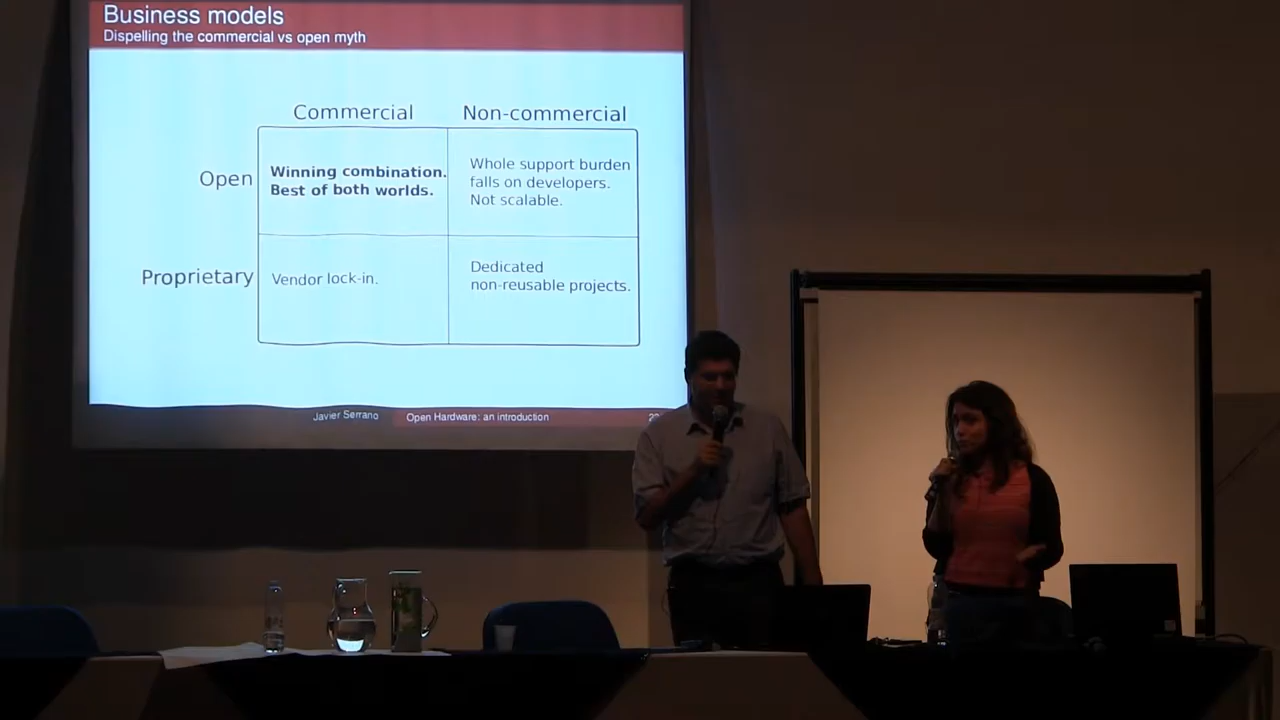 Business models
Dispelling the commercial vs open myth
Commercial
Non-commercial
Open
Winning combination.
Best of both worlds.
Whole support burden
falls on developers.
Not scalable.
Proprietary
Vendor lock-in.
Dedicated
non-reusable projects.
Javier Serrano
Open Hardware: an introduction